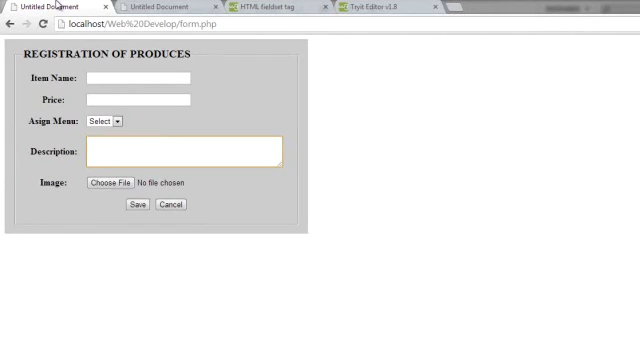 Untitled Document
Untitled Document
HTML fieldset tag
Tryit Editor v1.8
localhost/Web%20Develop/form.php
REGISTRATION OF PRODUCES
Item Name:
Price:
Asign Menu: Select
Description:
Image: Choose File No file chosen
Save Cancel